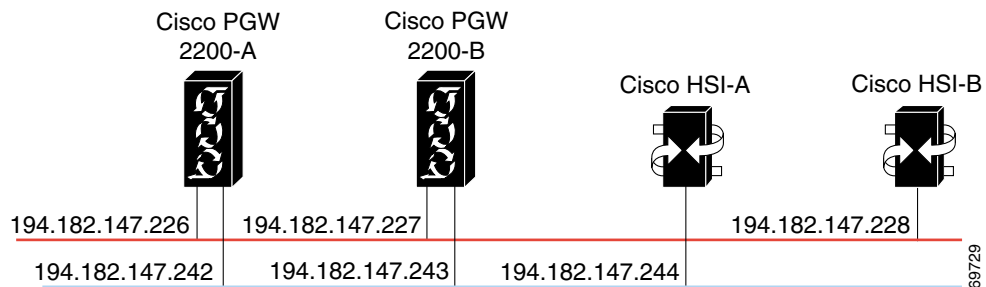 Cisco PGW
2200-A
Cisco PGW
2200-B
Cisco HSI-A
Cisco HSI-B
194.182.147.226
194.182.147.227
194.182.147.228
194.182.147.242
194.182.147.243
194.182.147.244
69729